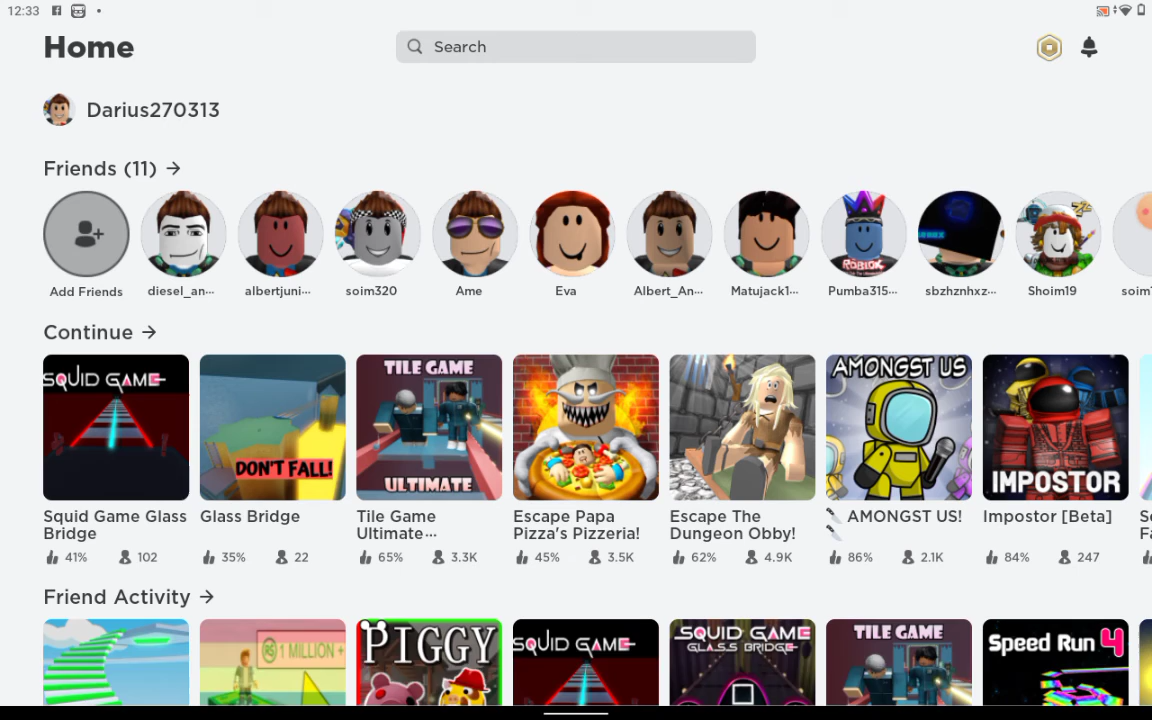 12:33
Home
Search
Darius270313
Friends (11)
Add Friends
diesel_an...
albertjuni...
soim320
Ame
Eva
Albert_An...
Matujack1...
Pumba315...
sbzhznhxz...
Shoim19
ROBLOX
Continue
SQUID GAME
DON'T FALL!
TILE GAME
ULTIMATE
AMONGST US
IMPOSTOR
Squid Game Glass
Bridge
Glass Bridge
Tile Game
Ultimate...
Escape Papa
Pizza's Pizzeria!
Escape The
Dungeon Obby!
AMONGST US!
Impostor [Beta]
41% 102
35% 22
65% 3.3K
45% 3.5K
62% 4.9K
86% 2.1K
84% 247
Friend Activity
1 MILLION +
PIGGY
SQUID GAME
SQUID GAME
GLASS BRIDGE
TILE GAME
Speed Run 4